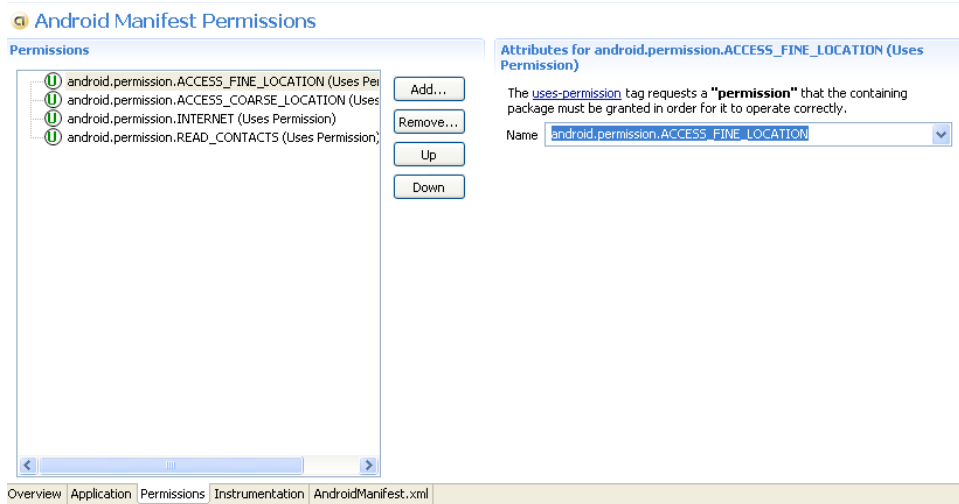 Android Manifest Permissions
Permissions
android.permission.ACCESS_FINE_LOCATION (Uses Per
android.permission.ACCESS_COARSE_LOCATION (Uses
android.permission.INTERNET (Uses Permission)
android.permission.READ_CONTACTS (Uses Permission)
Add...
Remove...
Up
Down
Attributes for android.permission.ACCESS_FINE_LOCATION (Uses
Permission)
The uses-permission tag requests a "permission" that the containing
package must be granted in order for it to operate correctly.
Name android.permission.ACCESS_FINE_LOCATION
Overview Application Permissions Instrumentation AndroidManifest.xml